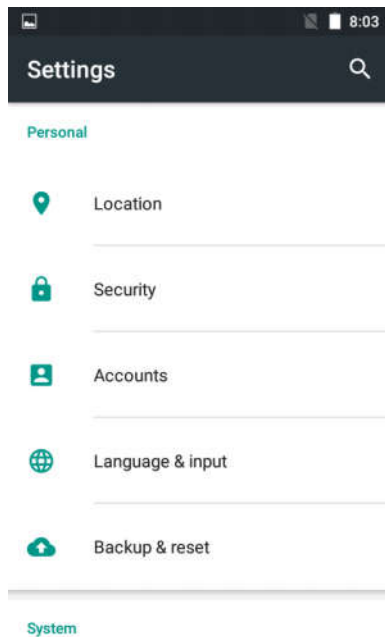 8:03
Settings
Personal
Location
Security
Accounts
Language & input
Backup & reset
System